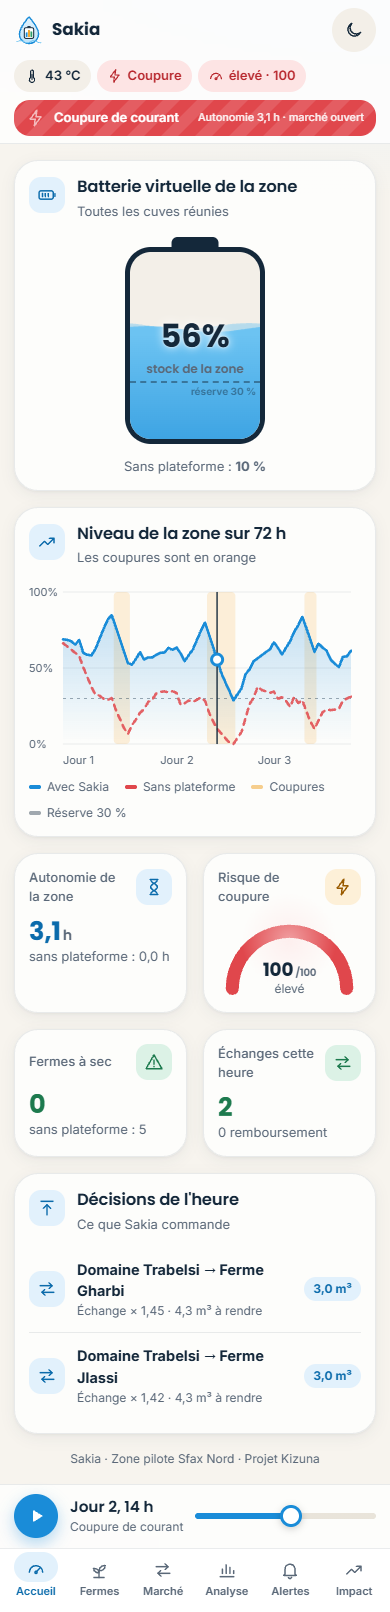 Sakia
43 °C
Coupure
élevé · 100
Coupure de courant
Autonomie 3,1 h · marché ouvert
Batterie virtuelle de la zone
Toutes les cuves réunies
56%
stock de la zone
réserve 30 %
Sans plateforme : 10 %
Niveau de la zone sur 72 h
Les coupures sont en orange
100%
50%
0%
Jour 1
Jour 2
Jour 3
Avec Sakia
Sans plateforme
Coupures
Réserve 30 %
Autonomie de
la zone
3,1 h
sans plateforme : 0,0 h
Risque de
coupure
100 /100
élevé
Fermes à sec
0
sans plateforme : 5
Échanges cette
heure
2
0 remboursement
Décisions de l'heure
Ce que Sakia commande
Domaine Trabelsi → Ferme
Gharbi
Échange × 1,45 · 4,3 m³ à rendre
3,0 m³
Domaine Trabelsi → Ferme
Jlassi
Échange × 1,42 · 4,3 m³ à rendre
3,0 m³
Sakia · Zone pilote Sfax Nord · Projet Kizuna
Jour 2, 14 h
Coupure de courant
Accueil
Fermes
Marché
Analyse
Alertes
Impact